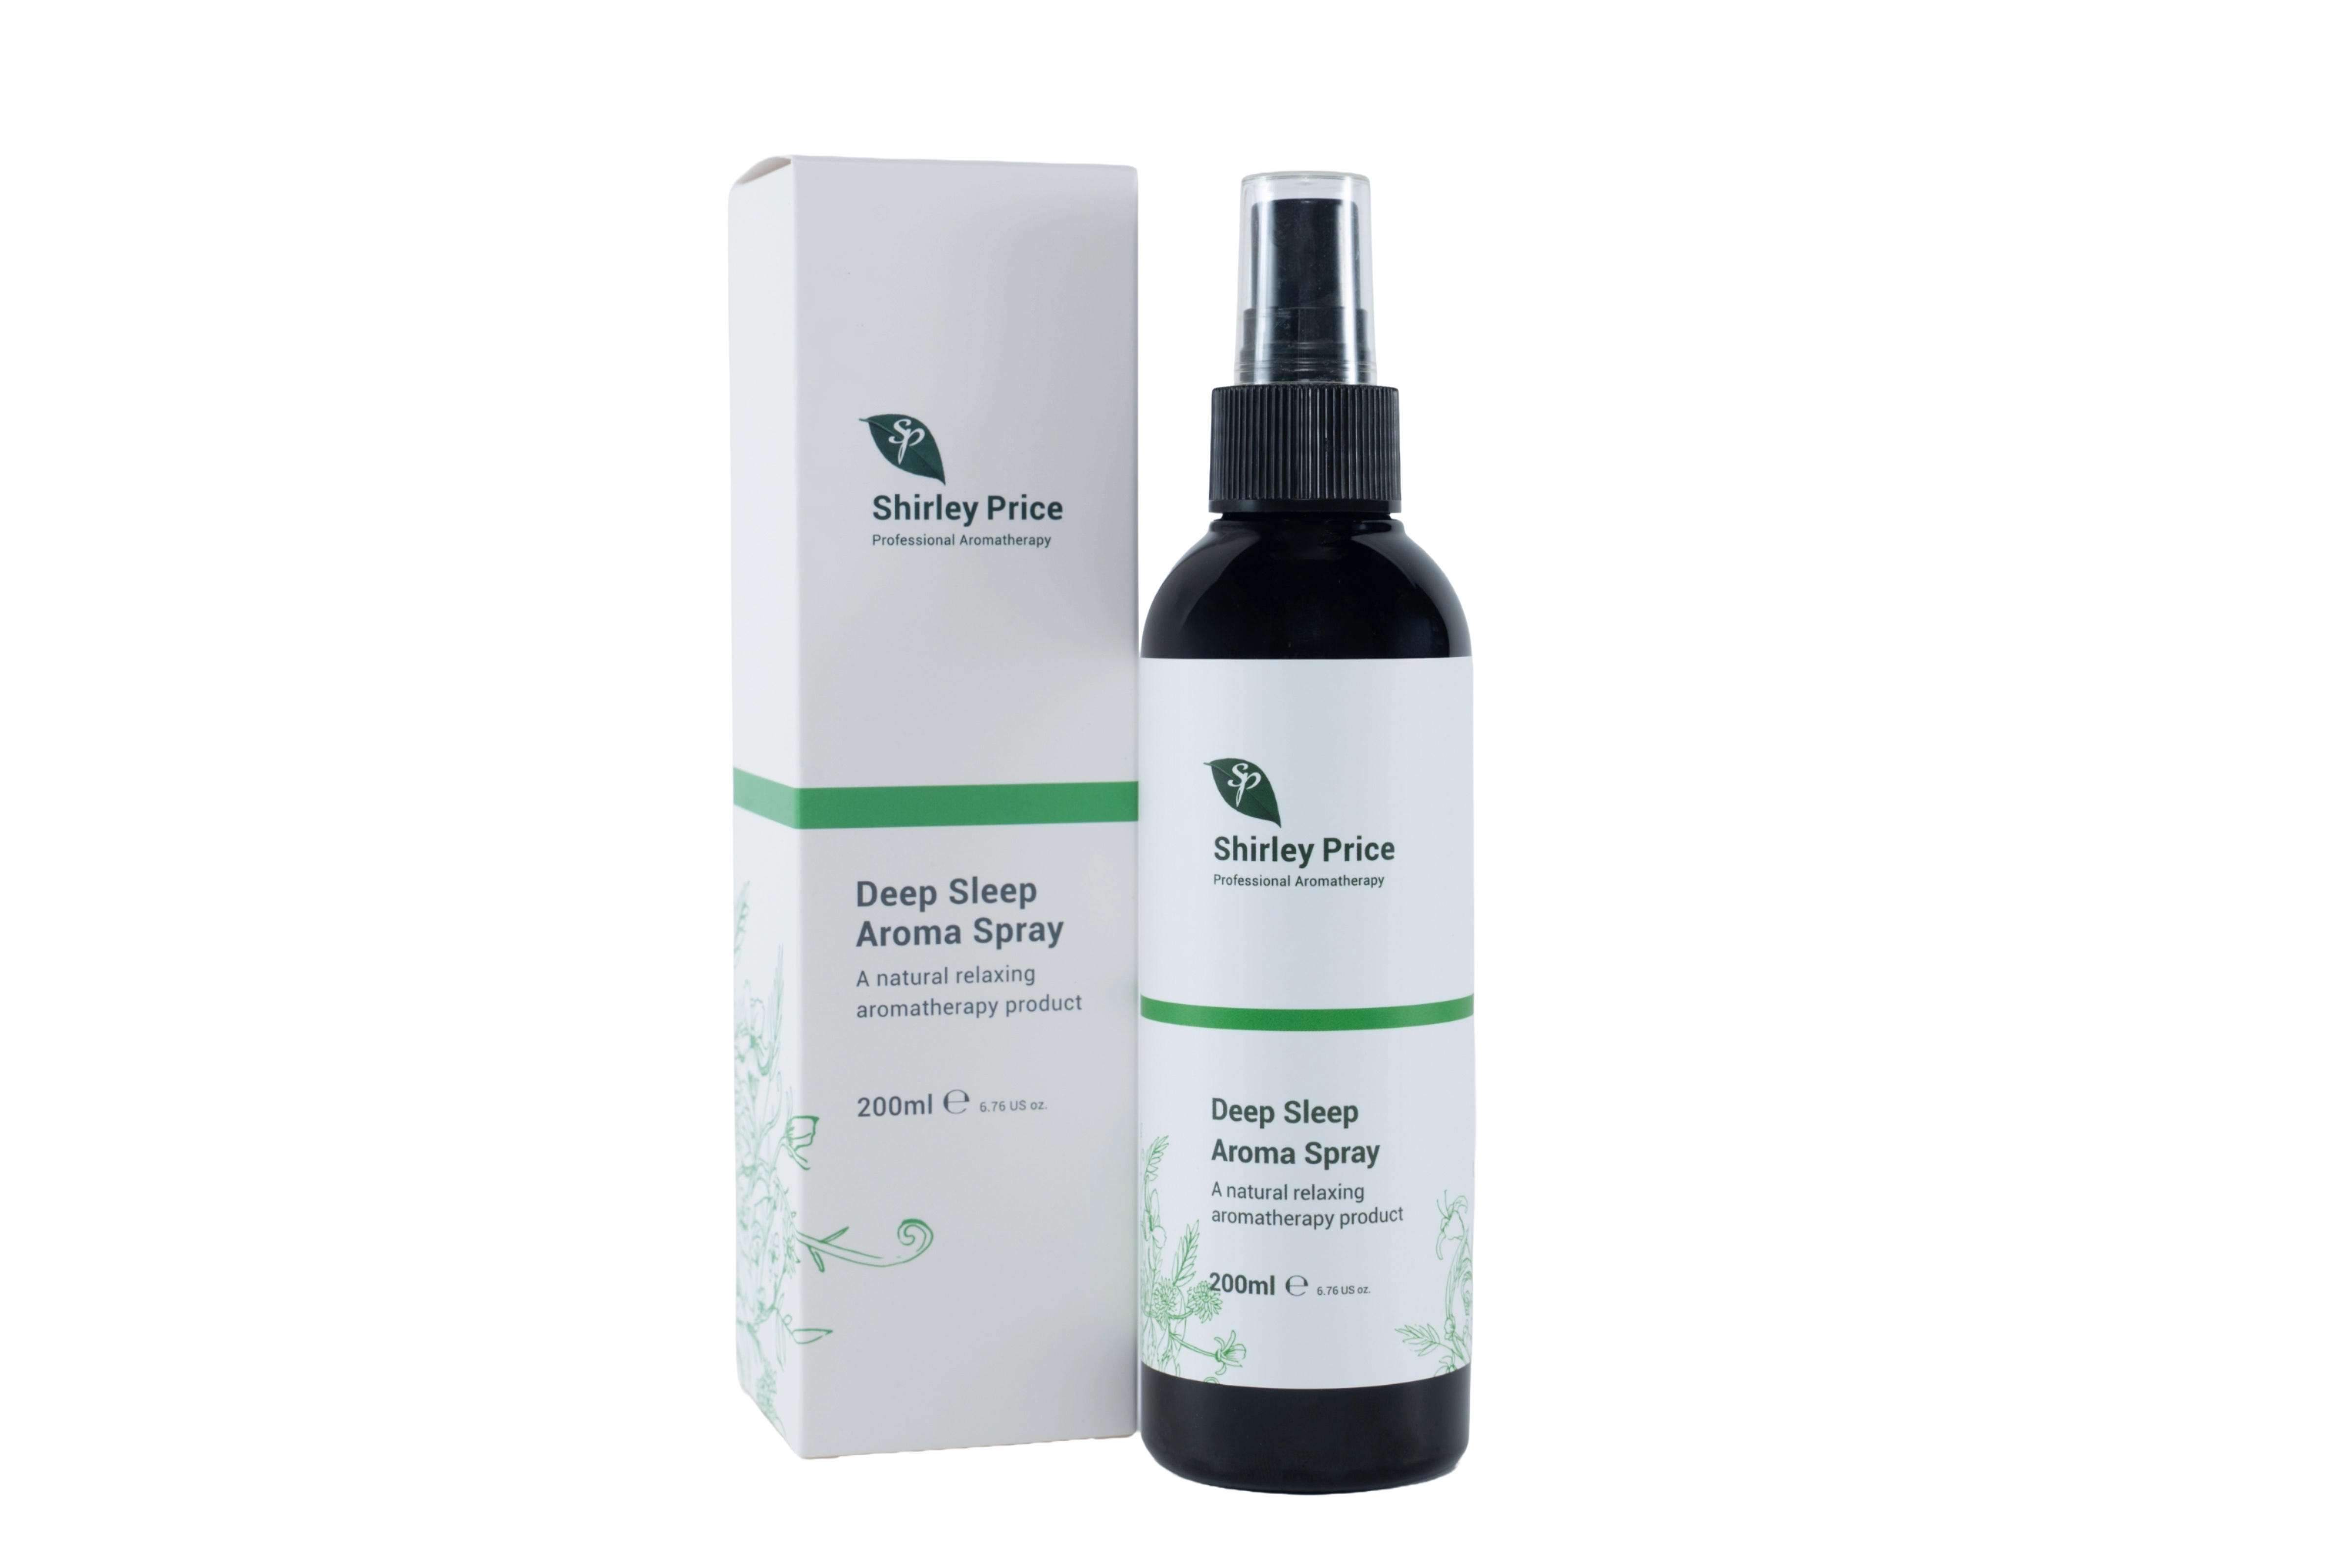 sp
Shirley Price
Professional Aromatherapy
Deep Sleep
Aroma Spray
A natural relaxing
aromatherapy product
200ml ℮ 6.76 US oz.
sp
Shirley Price
Professional Aromatherapy
Deep Sleep
Aroma Spray
A natural relaxing
aromatherapy product
200ml ℮ 6.76 US oz.